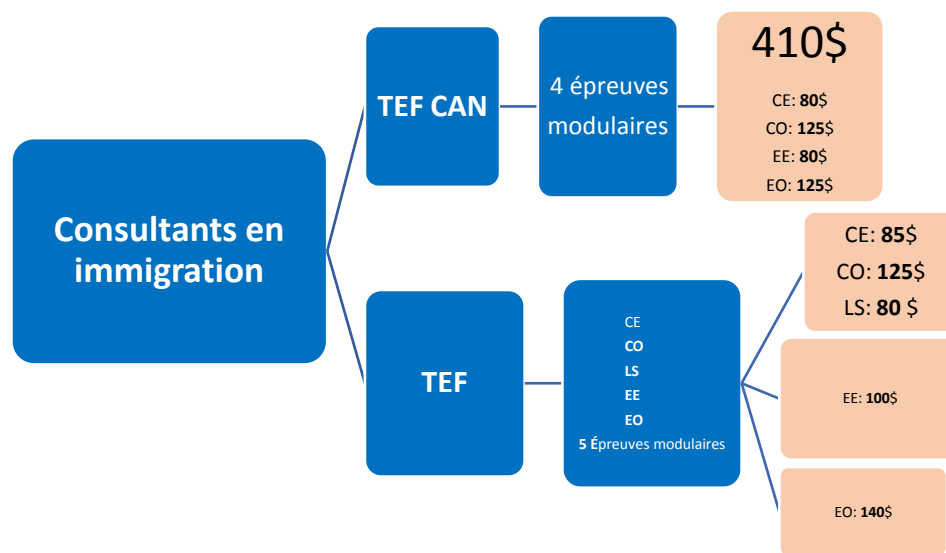 Consultants en
immigration
TEF CAN
4 épreuves
modulaires
410$
CE: 80$
CO: 125$
EE: 80$
EO: 125$
TEF
CE
CO
LS
EE
EO
5 Épreuves modulaires
CE: 85$
CO: 125$
LS: 80 $
EE: 100$
EO: 140$